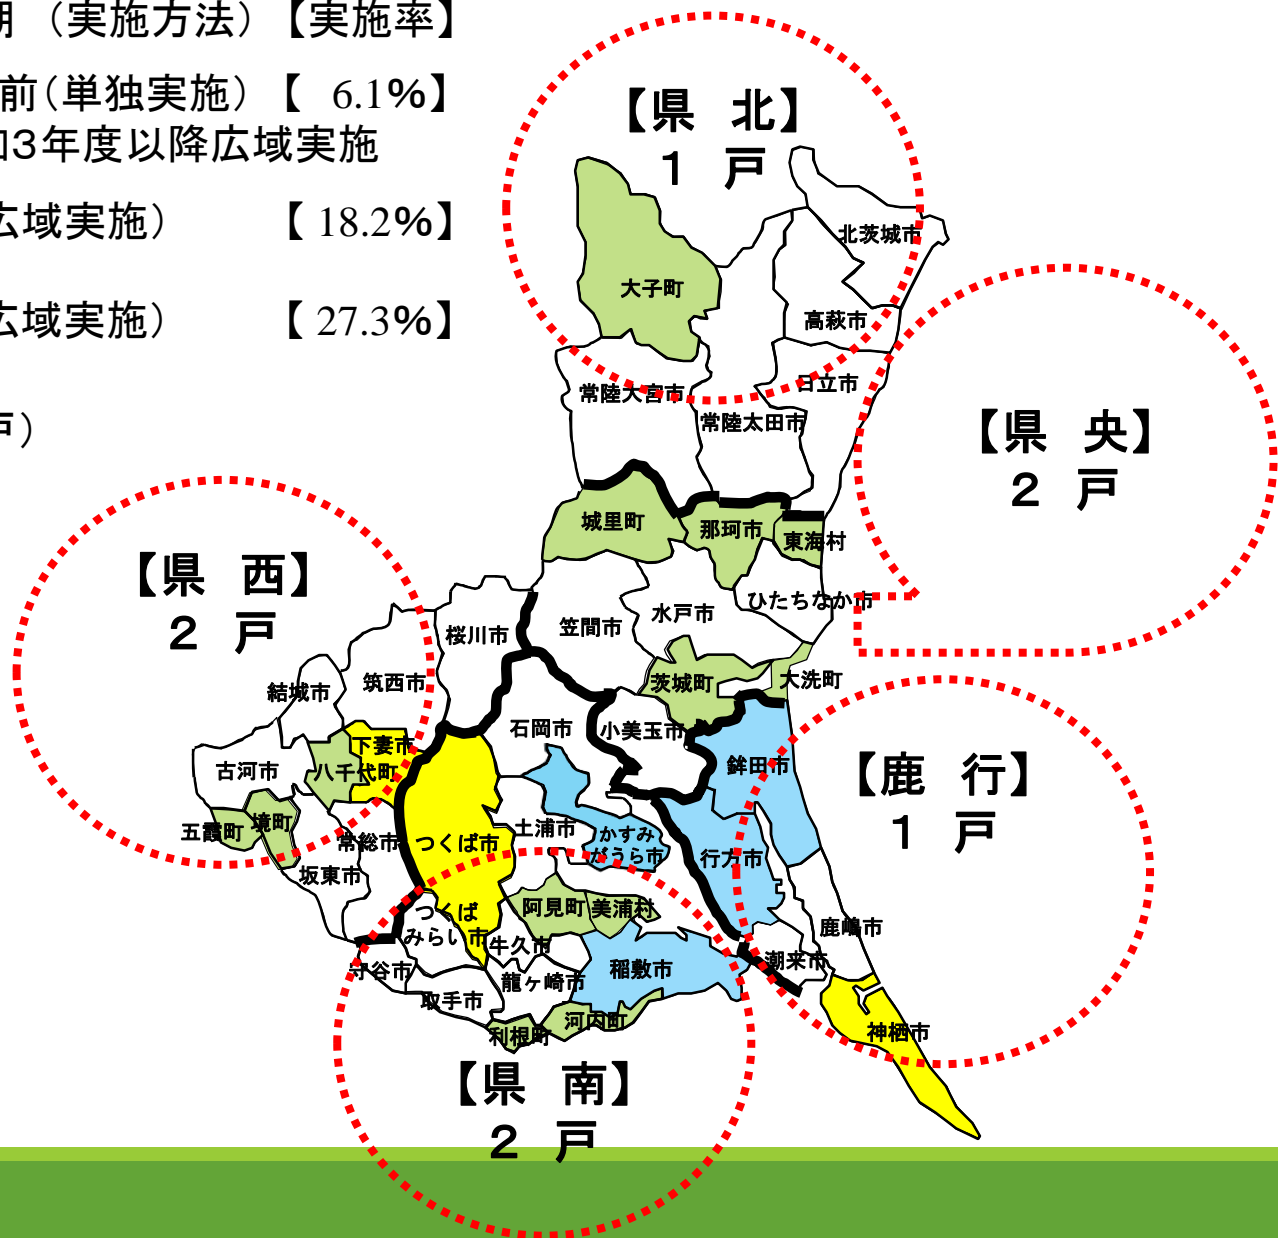 期（実施方法）【実施率】
前（単独実施）【 6.1%】
和3年度以降広域実施
広域実施） 【 18.2%】
広域実施） 【 27.3%】
戸）
【県 北】
１ 戸
北茨城市
大子町
高萩市
日立市
常陸大宮市
常陸太田市
【県 央】
２ 戸
城里町
那珂市
東海村
ひたちなか市
水戸市
笠間市
茨城町
大洗町
小美玉市
【県 西】
２ 戸
桜川市
筑西市
結城市
下妻市
八千代町
古河市
五霞町
境町
常総市
坂東市
石岡市
つくば市
土浦市
かすみ
がうら市
つくば
みらい市
阿見町
美浦村
牛久市
守谷市
取手市
龍ヶ崎市
稲敷市
利根町
河内町
【県 南】
２ 戸
【鹿 行】
１ 戸
鉾田市
行方市
鹿嶋市
潮来市
神栖市